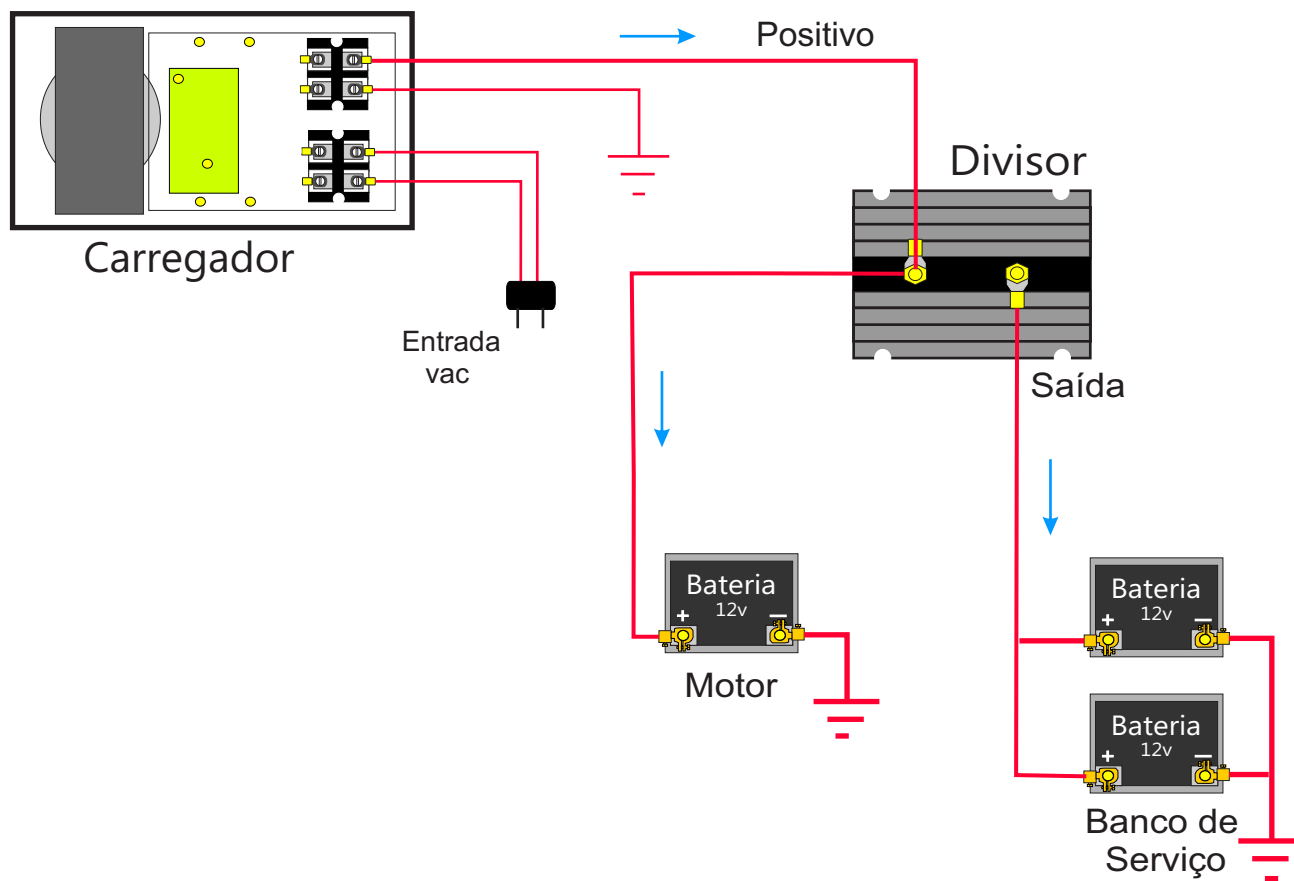 Positivo
Divisor
Carregador
Entrada
vac
Saída
Bateria
12v
+ –
Motor
Bateria
12v
+ –
Bateria
12v
+ –
Banco de
Serviço